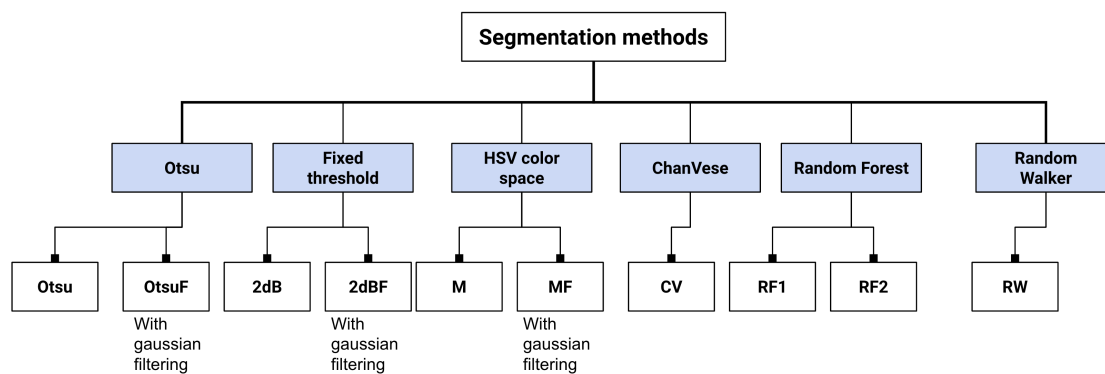 Segmentation methods
Otsu
Fixed
threshold
HSV color
space
ChanVese
Random Forest
Random
Walker
Otsu
OtsuF
2dB
2dBF
M
MF
CV
RF1
RF2
RW
With
gaussian
filtering
With
gaussian
filtering
With
gaussian
filtering